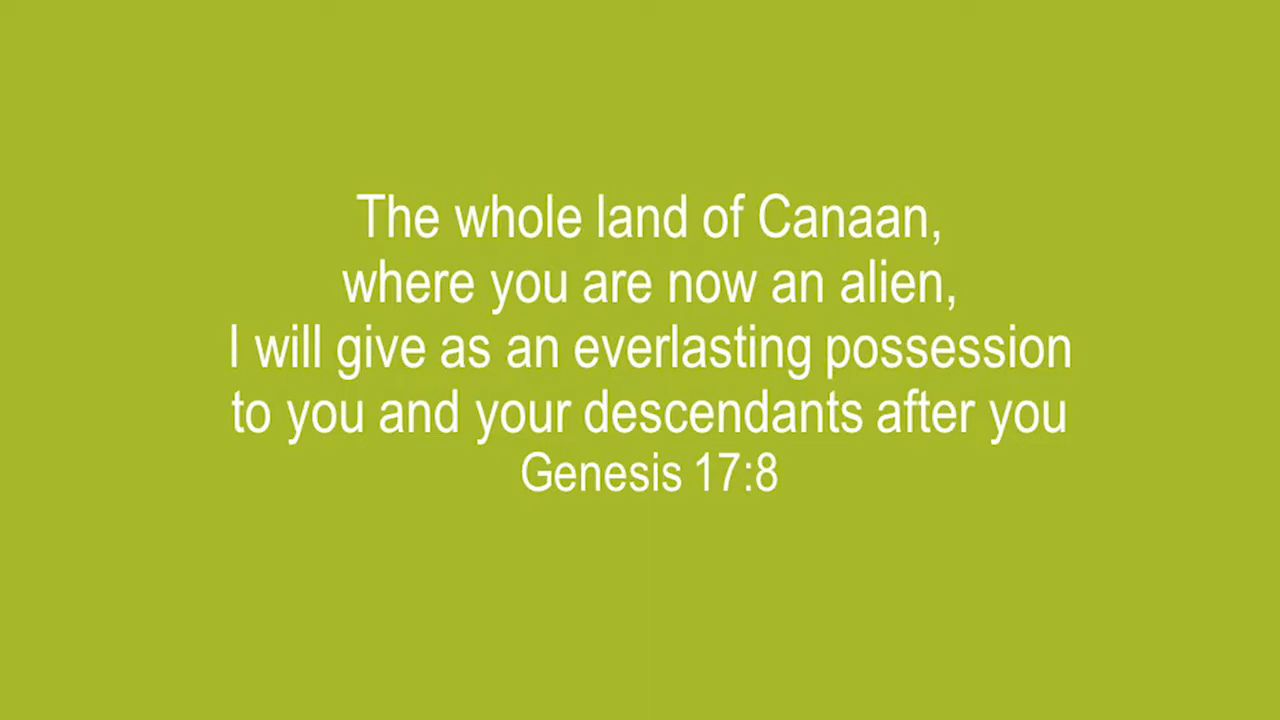 The whole land of Canaan,
where you are now an alien,
I will give as an everlasting possession
to you and your descendants after you
Genesis 17:8